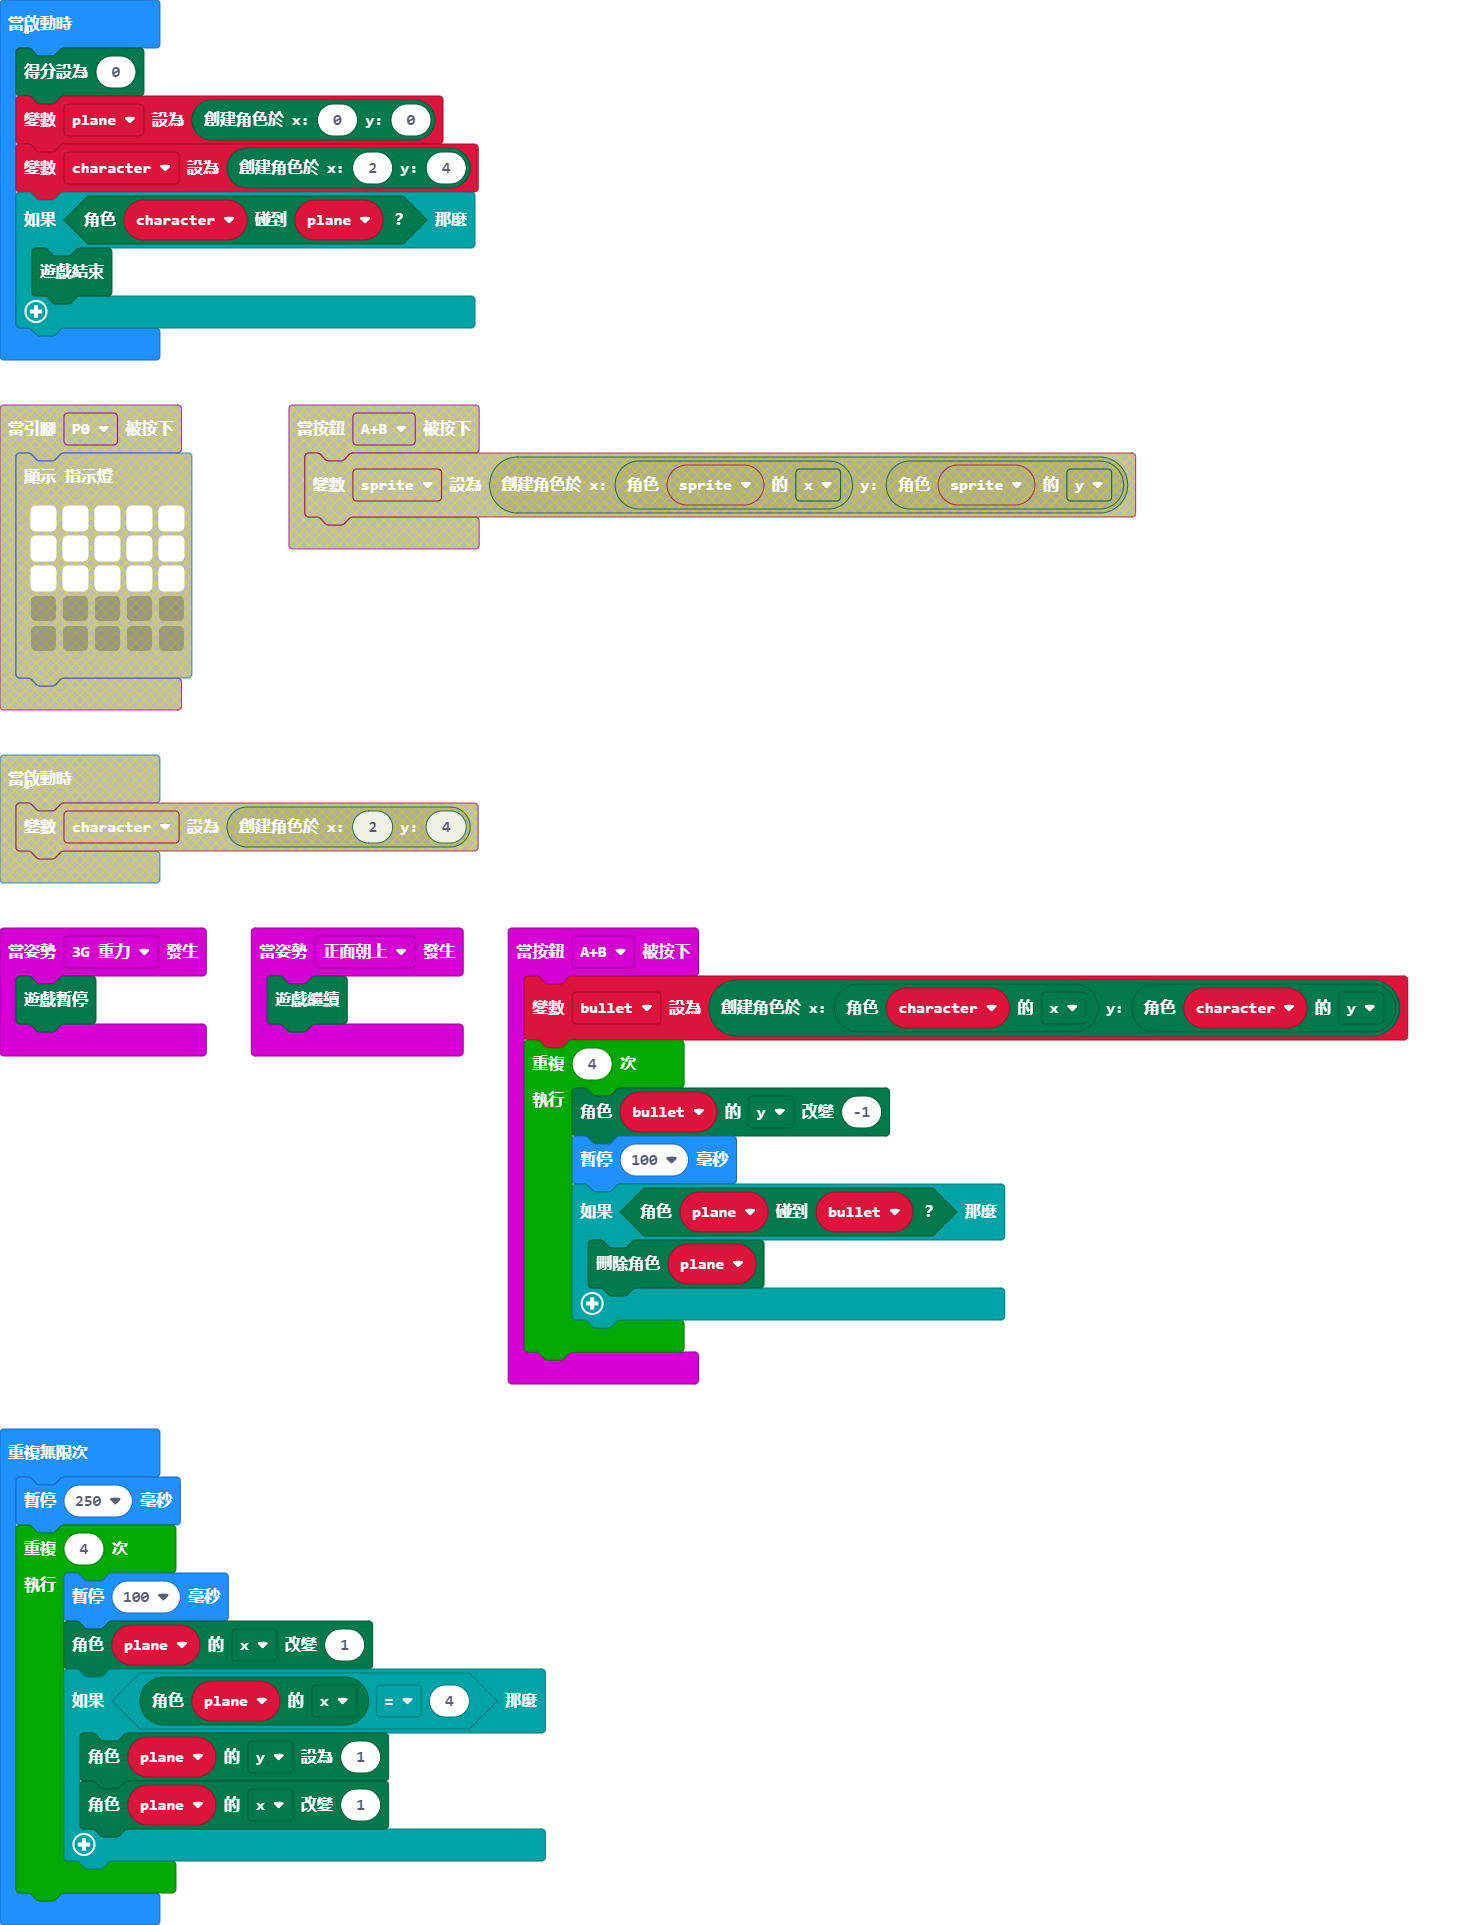 當啟動時
得分設為 0
變數 plane 設為 創建角色於 x: 0 y: 0
變數 character 設為 創建角色於 x: 2 y: 4
如果 角色 character 碰到 plane ? 那麼
遊戲結束
當引腳 P0 被按下
顯示 指示燈
當按鈕 A+B 被按下
變數 sprite 設為 創建角色於 x: 角色 sprite 的 x y: 角色 sprite 的 y
當啟動時
變數 character 設為 創建角色於 x: 2 y: 4
當姿勢 3G 重力 發生
遊戲暫停
當姿勢 正面朝上 發生
遊戲繼續
當按鈕 A+B 被按下
變數 bullet 設為 創建角色於 x: 角色 character 的 x y: 角色 character 的 y
重複 4 次
執行
角色 bullet 的 y 改變 -1
暫停 100 毫秒
如果 角色 plane 碰到 bullet ? 那麼
刪除角色 plane
重複無限次
暫停 250 毫秒
重複 4 次
執行
暫停 100 毫秒
角色 plane 的 x 改變 1
如果 角色 plane 的 x = 4 那麼
角色 plane 的 y 設為 1
角色 plane 的 x 改變 1